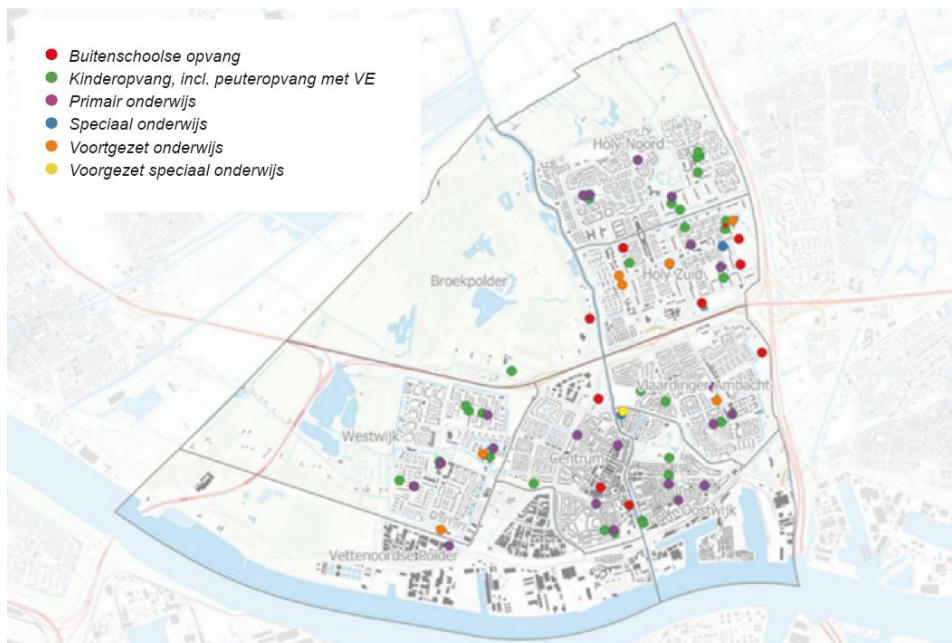 Buitenschoolse opvang
Kinderopvang, incl. peuteropvang met VE
Primair onderwijs
Speciaal onderwijs
Voortgezet onderwijs
Voorgezet speciaal onderwijs
Holy Noord
Broekpolder
Holy Zuid
Vlaardinger Ambacht
Westwijk
Centrum
Oostwijk
Vettenoordse Polder